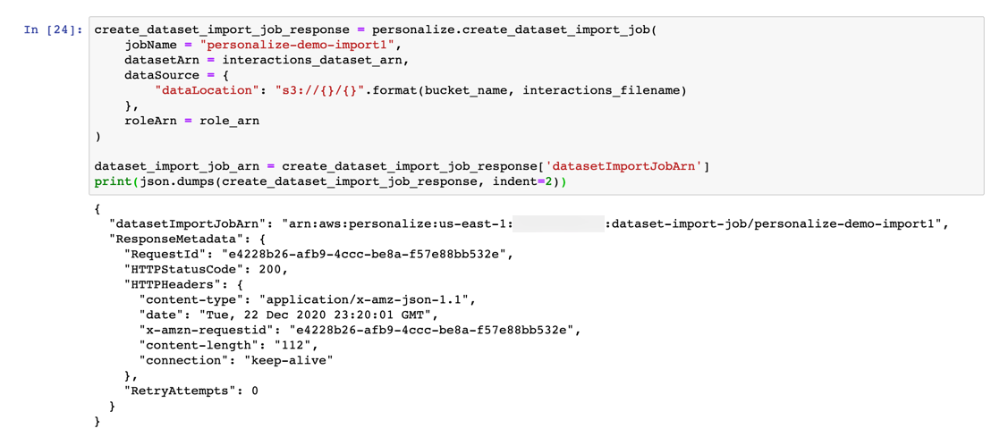 In [24]: create_dataset_import_job_response = personalize.create_dataset_import_job(
    jobName = "personalize-demo-import1",
    datasetArn = interactions_dataset_arn,
    dataSource = {
        "dataLocation": "s3://{}/{}".format(bucket_name, interactions_filename)
    },
    roleArn = role_arn
)

dataset_import_job_arn = create_dataset_import_job_response['datasetImportJobArn']
print(json.dumps(create_dataset_import_job_response, indent=2))
{
  "datasetImportJobArn": "arn:aws:personalize:us-east-1: :dataset-import-job/personalize-demo-import1",
  "ResponseMetadata": {
    "RequestId": "e4228b26-afb9-4ccc-be8a-f57e88bb532e",
    "HTTPStatusCode": 200,
    "HTTPHeaders": {
      "content-type": "application/x-amz-json-1.1",
      "date": "Tue, 22 Dec 2020 23:20:01 GMT",
      "x-amzn-requestid": "e4228b26-afb9-4ccc-be8a-f57e88bb532e",
      "content-length": "112",
      "connection": "keep-alive"
    },
    "RetryAttempts": 0
  }
}